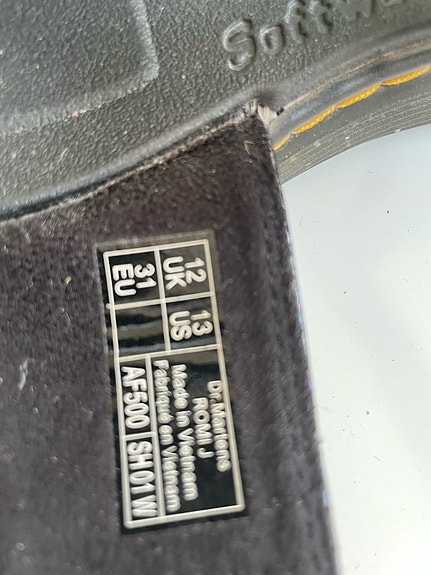 SoftWa
12 UK
13 US
31 EU
Dr. Martens
ROMI J
Made in Vietnam
Fabriqué en Vietnam
AF500 SH01W